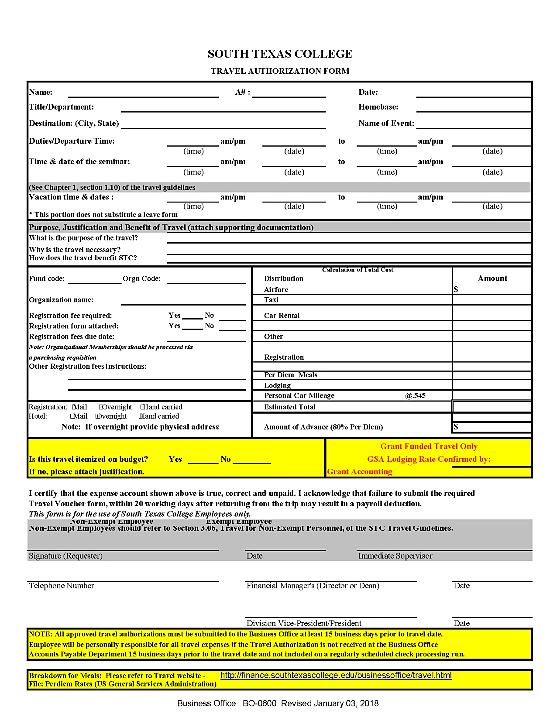 SOUTH TEXAS COLLEGE
TRAVEL AUTHORIZATION FORM
Name: A# : Date:
Title/Department: Homebase:
Destination: (City, State) Name of Event:
Duties/Departure Time: am/pm to am/pm
(time) (date) (time) (date)
Time & date of the seminar: am/pm to am/pm
(time) (date) (time) (date)
(See Chapter 1, section 1.10) of the travel guidelines
Vacation time & dates : am/pm to am/pm
(time) (date) (time) (date)
* This portion does not substitute a leave form
Purpose, Justification and Benefit of Travel (attach supporting documentation)
What is the purpose of the travel?
Why is the travel necessary?
How does the travel benefit STC?
Calculation of Total Cost
Fund code: Orgn Code: Distribution Amount
Airfare $
Organization name: Taxi
Registration fee required: Yes No Car Rental
Registration form attached: Yes No
Registration fees due date: Other
Note: Organizational Memberships should be processed via
a purchasing requisition Registration
Other Registration fees instructions:
Per Diem Meals
Lodging
Personal Car Mileage @.545
Registration: Mail Overnight Hand carried Estimated Total
Hotel: Mail Overnight Hand carried
Note: If overnight provide physical address Amount of Advance (80% Per Diem) $
Grant Funded Travel Only
Is this travel itemized on budget? Yes No GSA Lodging Rate Confirmed by:
If no, please attach justification. Grant Accounting
I certify that the expense account shown above is true, correct and unpaid. I acknowledge that failure to submit the required
Travel Voucher form, within 20 working days after returning from the trip may result in a payroll deduction.
This form is for the use of South Texas College Employees only.
Non-Exempt Employee Exempt Employee
Non-Exempt Employees should refer to Section 3.06, Travel for Non-Exempt Personnel, of the STC Travel Guidelines.
Signature (Requester) Date Immediate Supervisor
Telephone Number Financial Manager's (Director or Dean) Date
Division Vice-President/President Date
NOTE: All approved travel authorizations must be submitted to the Business Office at least 15 business days prior to travel date.
Employee will be personally responsible for all travel expenses if the Travel Authorization is not received at the Business Office
Accounts Payable Department 15 business days prior to the travel date and not included on a regularly scheduled check processing run.
Breakdown for Meals: Please refer to Travel website - http://finance.southtexascollege.edu/businessoffice/travel.html
File: Perdiem Rates (US General Services Administration)
Business Office BO-0600 Revised January 03, 2018